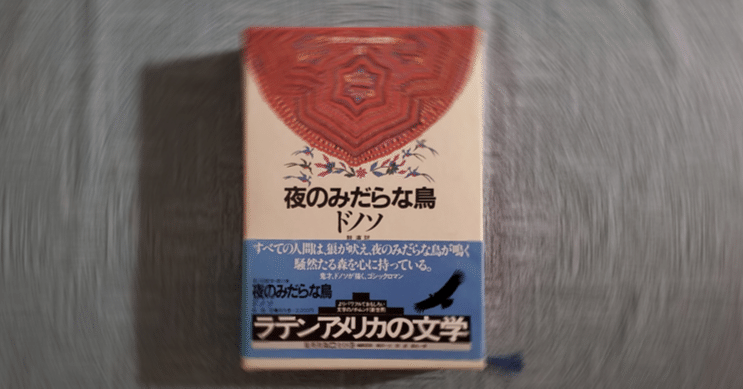 夜のみだらな鳥
ドノソ
すべての人間は、狼が吠え、夜のみだらな鳥が鳴く
騒然たる森を心に持っている。
鬼才、ドノソが描く、ゴシックロマン
夜のみだらな鳥
ラテンアメリカの文学